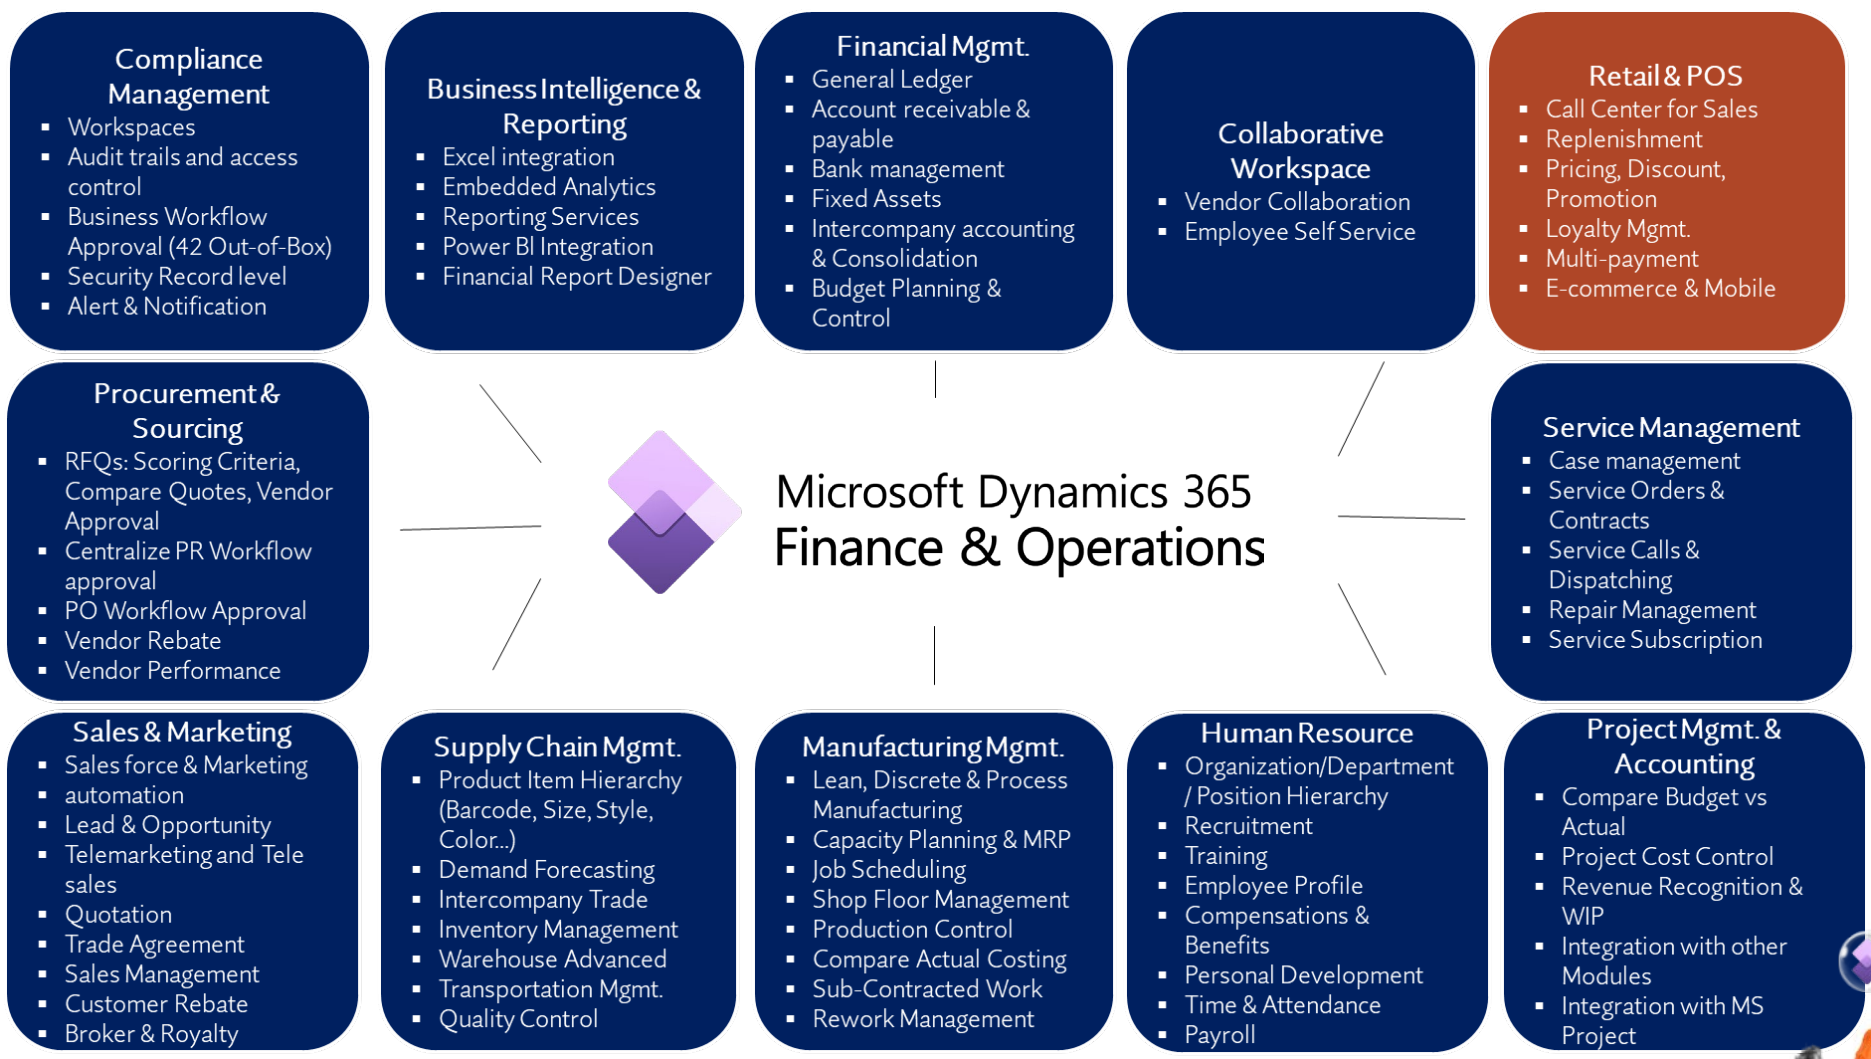 Compliance
Management
▪ Workspaces
▪ Audit trails and access
control
▪ Business Workflow
Approval (42 Out-of-Box)
▪ Security Record level
▪ Alert & Notification
Business Intelligence &
Reporting
▪ Excel integration
▪ Embedded Analytics
▪ Reporting Services
▪ Power BI Integration
▪ Financial Report Designer
Financial Mgmt.
▪ General Ledger
▪ Account receivable &
payable
▪ Bank management
▪ Fixed Assets
▪ Intercompany accounting
& Consolidation
▪ Budget Planning &
Control
Collaborative
Workspace
▪ Vendor Collaboration
▪ Employee Self Service
Retail & POS
▪ Call Center for Sales
▪ Replenishment
▪ Pricing, Discount,
Promotion
▪ Loyalty Mgmt.
▪ Multi-payment
▪ E-commerce & Mobile
Procurement &
Sourcing
▪ RFQs: Scoring Criteria,
Compare Quotes, Vendor
Approval
▪ Centralize PR Workflow
approval
▪ PO Workflow Approval
▪ Vendor Rebate
▪ Vendor Performance
Microsoft Dynamics 365
Finance & Operations
Service Management
▪ Case management
▪ Service Orders &
Contracts
▪ Service Calls &
Dispatching
▪ Repair Management
▪ Service Subscription
Sales & Marketing
▪ Sales force & Marketing
▪ automation
▪ Lead & Opportunity
▪ Telemarketing and Tele
sales
▪ Quotation
▪ Trade Agreement
▪ Sales Management
▪ Customer Rebate
▪ Broker & Royalty
Supply Chain Mgmt.
▪ Product Item Hierarchy
(Barcode, Size, Style,
Color...)
▪ Demand Forecasting
▪ Intercompany Trade
▪ Inventory Management
▪ Warehouse Advanced
▪ Transportation Mgmt.
▪ Quality Control
Manufacturing Mgmt.
▪ Lean, Discrete & Process
Manufacturing
▪ Capacity Planning & MRP
▪ Job Scheduling
▪ Shop Floor Management
▪ Production Control
▪ Compare Actual Costing
▪ Sub-Contracted Work
▪ Rework Management
Human Resource
▪ Organization/Department
/ Position Hierarchy
▪ Recruitment
▪ Training
▪ Employee Profile
▪ Compensations &
Benefits
▪ Personal Development
▪ Time & Attendance
▪ Payroll
Project Mgmt. &
Accounting
▪ Compare Budget vs
Actual
▪ Project Cost Control
▪ Revenue Recognition &
WIP
▪ Integration with other
Modules
▪ Integration with MS
Project